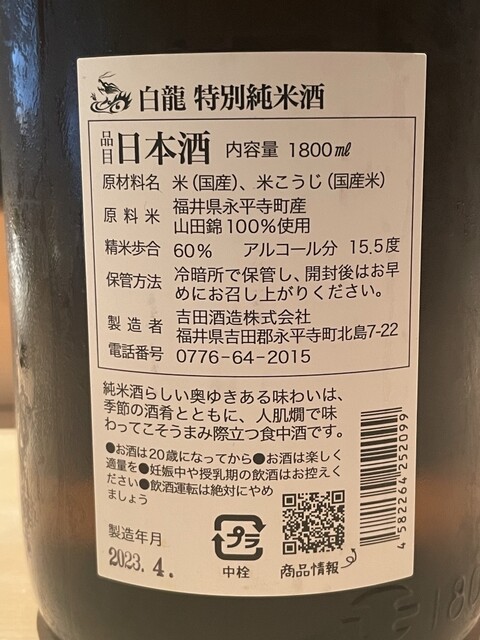 白龍 特別純米酒
品目 日本酒 内容量 1800㎖
原材料名 米（国産）、米こうじ（国産米）
原料米 福井県永平寺町産
山田錦100％使用
精米歩合 60％ アルコール分 15.5度
保管方法 冷暗所で保管し、開封後はお早
めにお召し上がりください。
製造者 吉田酒造株式会社
福井県吉田郡永平寺町北島7-22
電話番号 0776-64-2015
純米酒らしい奥ゆきある味わいは、
季節の酒肴とともに、人肌燗で味
わってこそうまみ際立つ食中酒です。
●お酒は20歳になってから●お酒は楽しく
適量を●妊娠中や授乳期の飲酒はお控えく
ださい●飲酒運転は絶対にやめ
ましょう
製造年月
2023.4.
プラ
中栓
商品情報
4582264252099
180